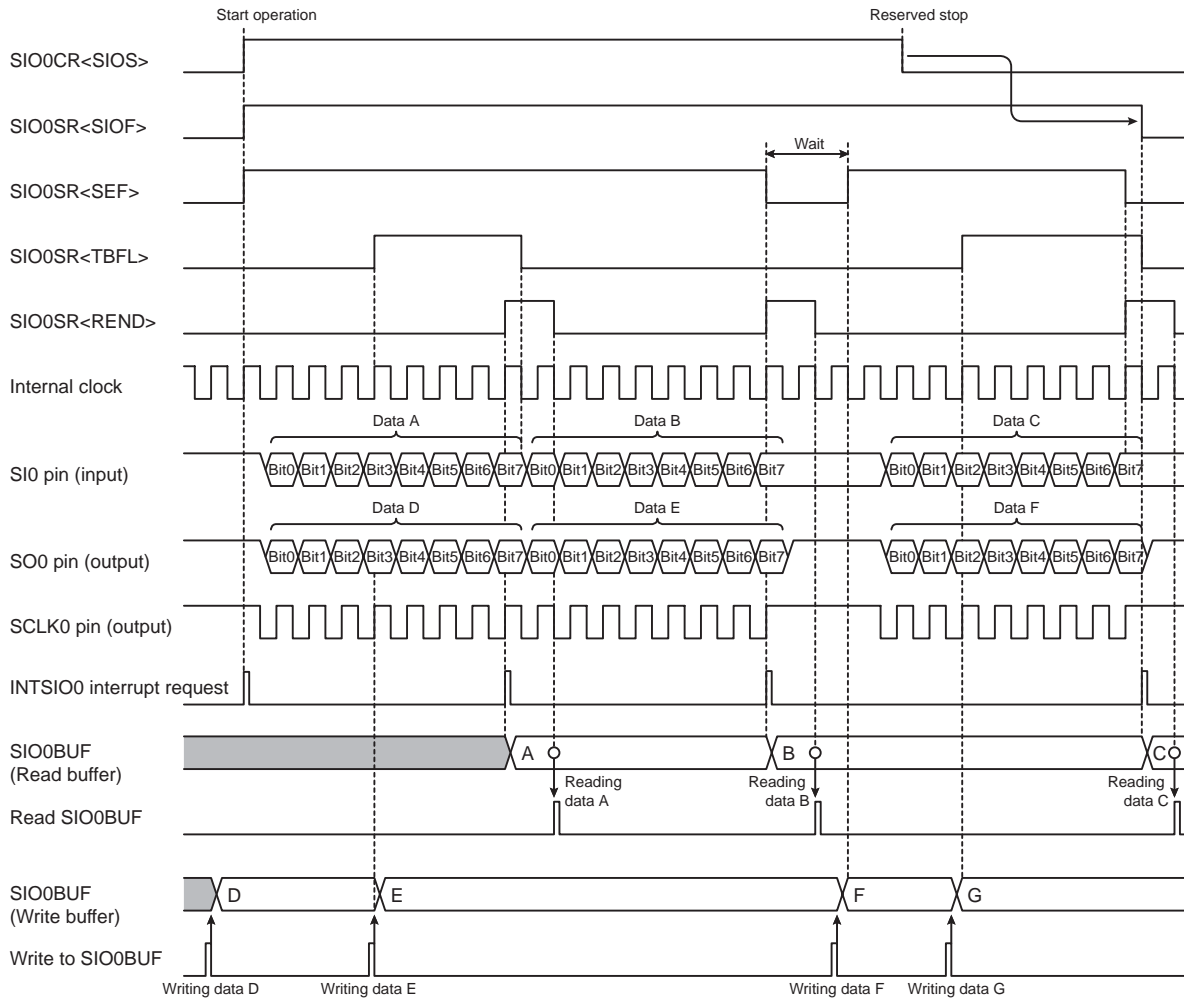 Start operation
Reserved stop
SIO0CR<SIOS>
SIO0SR<SIOF>
Wait
SIO0SR<SEF>
SIO0SR<TBFL>
SIO0SR<REND>
Internal clock
Data A
Data B
Data C
SI0 pin (input)
Bit0 Bit1 Bit2 Bit3 Bit4 Bit5 Bit6 Bit7 Bit0 Bit1 Bit2 Bit3 Bit4 Bit5 Bit6 Bit7 Bit0 Bit1 Bit2 Bit3 Bit4 Bit5 Bit6 Bit7
Data D
Data E
Data F
SO0 pin (output)
Bit0 Bit1 Bit2 Bit3 Bit4 Bit5 Bit6 Bit7 Bit0 Bit1 Bit2 Bit3 Bit4 Bit5 Bit6 Bit7 Bit0 Bit1 Bit2 Bit3 Bit4 Bit5 Bit6 Bit7
SCLK0 pin (output)
INTSIO0 interrupt request
SIO0BUF
(Read buffer)
A
B
C
Reading
data A
Reading
data B
Reading
data C
Read SIO0BUF
SIO0BUF
(Write buffer)
D
E
F
G
Write to SIO0BUF
Writing data D
Writing data E
Writing data F
Writing data G